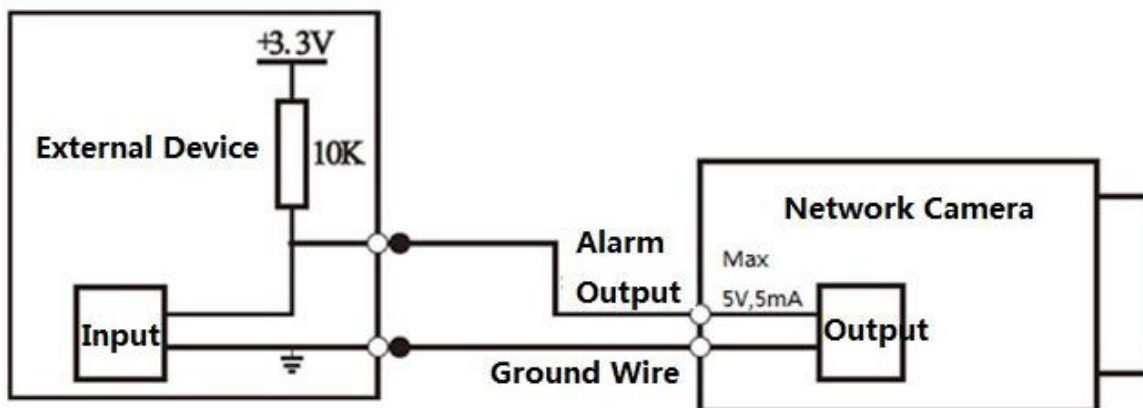 +3.3V
External Device
10K
Network Camera
Alarm
Output
Max
5V,5mA
Input
Output
Ground Wire